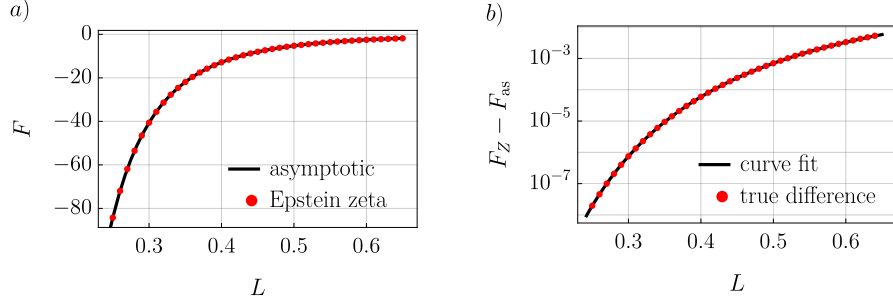 a)
0
−20
−40
−60
−80
F
asymptotic
Epstein zeta
0.3 0.4 0.5 0.6
L
b)
10⁻³
10⁻⁵
10⁻⁷
F_Z − F_as
curve fit
true difference
0.3 0.4 0.5 0.6
L